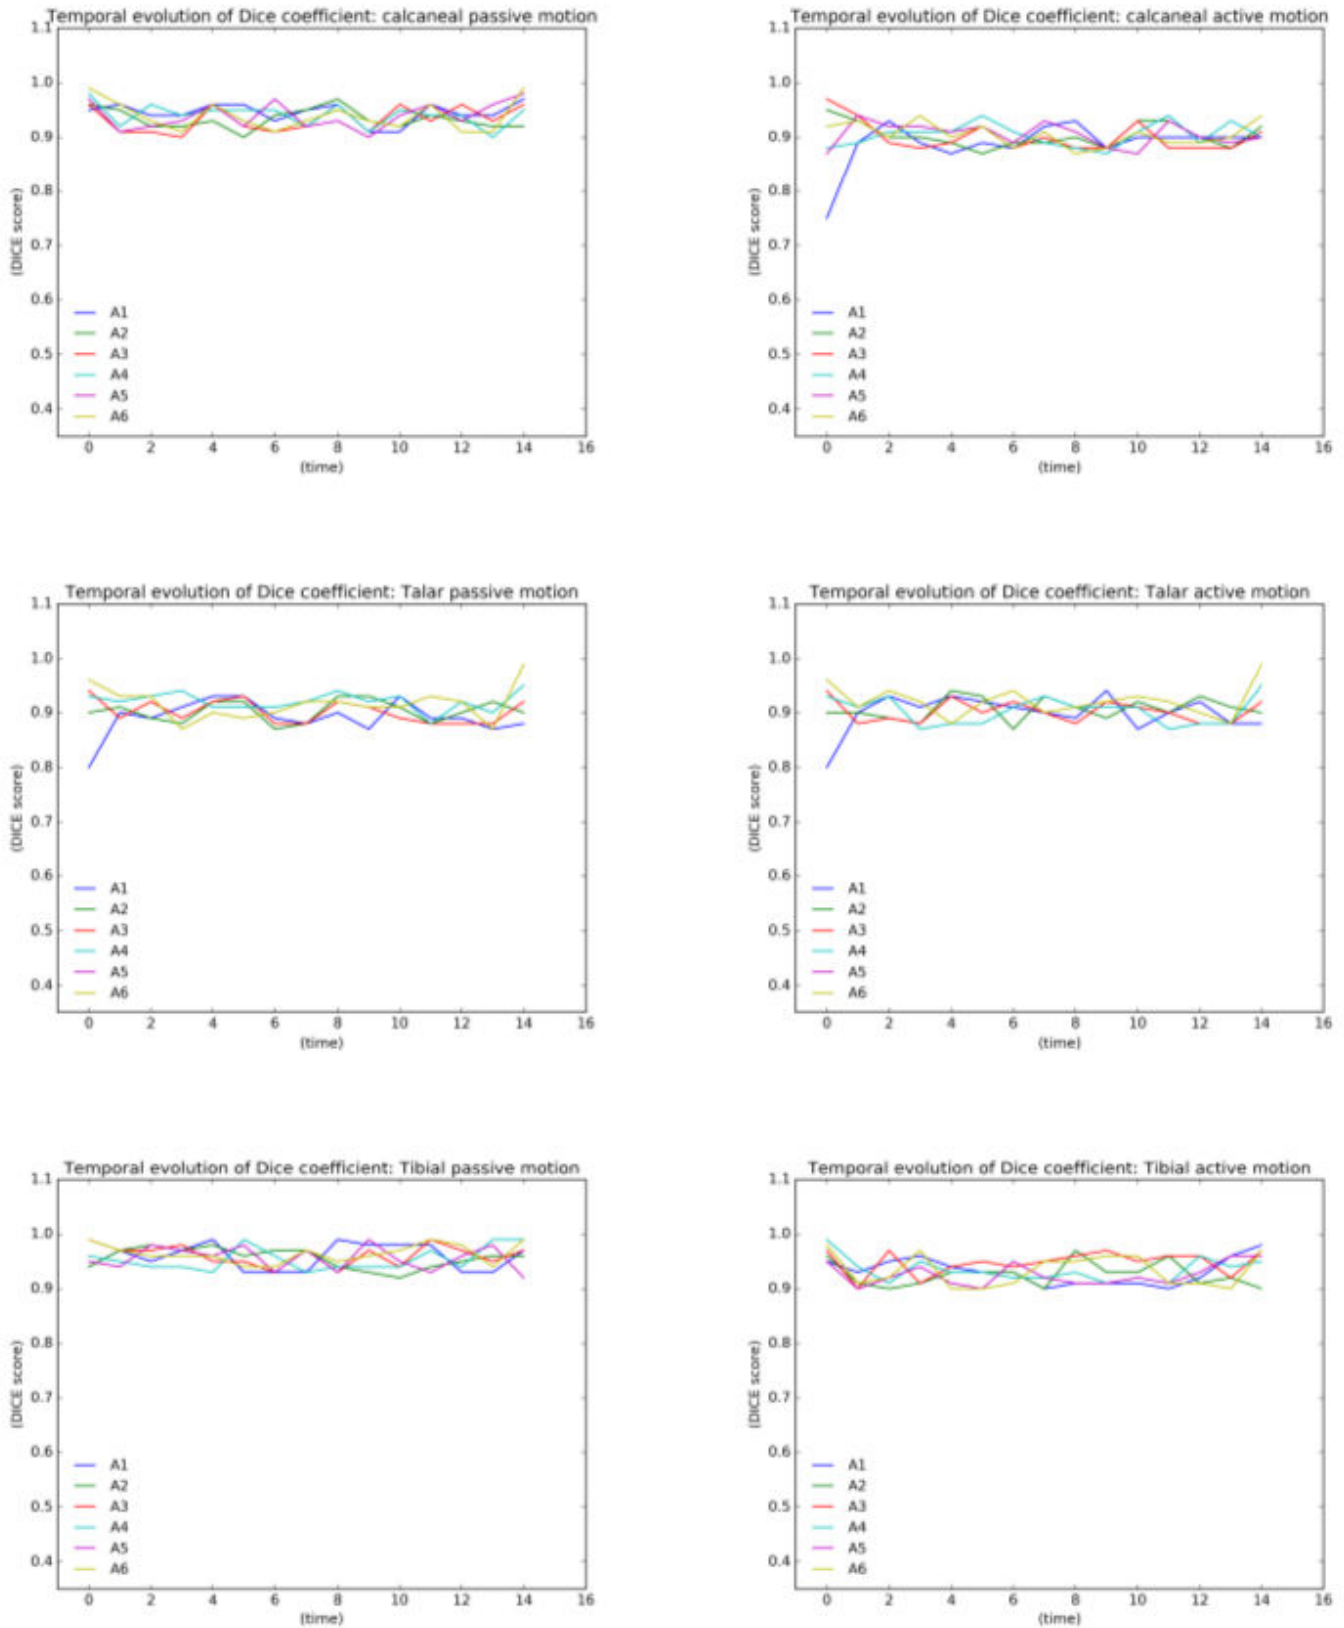 Temporal evolution of Dice coefficient: calcaneal passive motion
1.1
1.0
0.9
0.8
0.7
0.6
0.5
0.4
(DICE score)
A1
A2
A3
A4
A5
A6
0 2 4 6 8 10 12 14 16
(time)
Temporal evolution of Dice coefficient: calcaneal active motion
1.1
1.0
0.9
0.8
0.7
0.6
0.5
0.4
(DICE score)
A1
A2
A3
A4
A5
A6
0 2 4 6 8 10 12 14 16
(time)
Temporal evolution of Dice coefficient: Talar passive motion
1.1
1.0
0.9
0.8
0.7
0.6
0.5
0.4
(DICE score)
A1
A2
A3
A4
A5
A6
0 2 4 6 8 10 12 14 16
(time)
Temporal evolution of Dice coefficient: Talar active motion
1.1
1.0
0.9
0.8
0.7
0.6
0.5
0.4
(DICE score)
A1
A2
A3
A4
A5
A6
0 2 4 6 8 10 12 14 16
(time)
Temporal evolution of Dice coefficient: Tibial passive motion
1.1
1.0
0.9
0.8
0.7
0.6
0.5
0.4
(DICE score)
A1
A2
A3
A4
A5
A6
0 2 4 6 8 10 12 14 16
(time)
Temporal evolution of Dice coefficient: Tibial active motion
1.1
1.0
0.9
0.8
0.7
0.6
0.5
0.4
(DICE score)
A1
A2
A3
A4
A5
A6
0 2 4 6 8 10 12 14 16
(time)